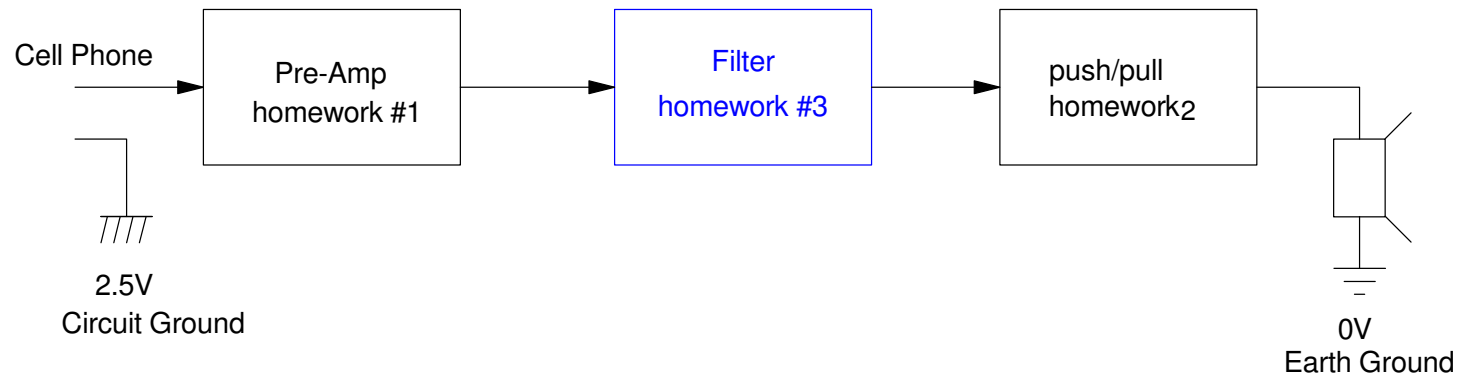 Cell Phone
Pre-Amp
homework #1
Filter
homework #3
push/pull
homework2
2.5V
Circuit Ground
0V
Earth Ground